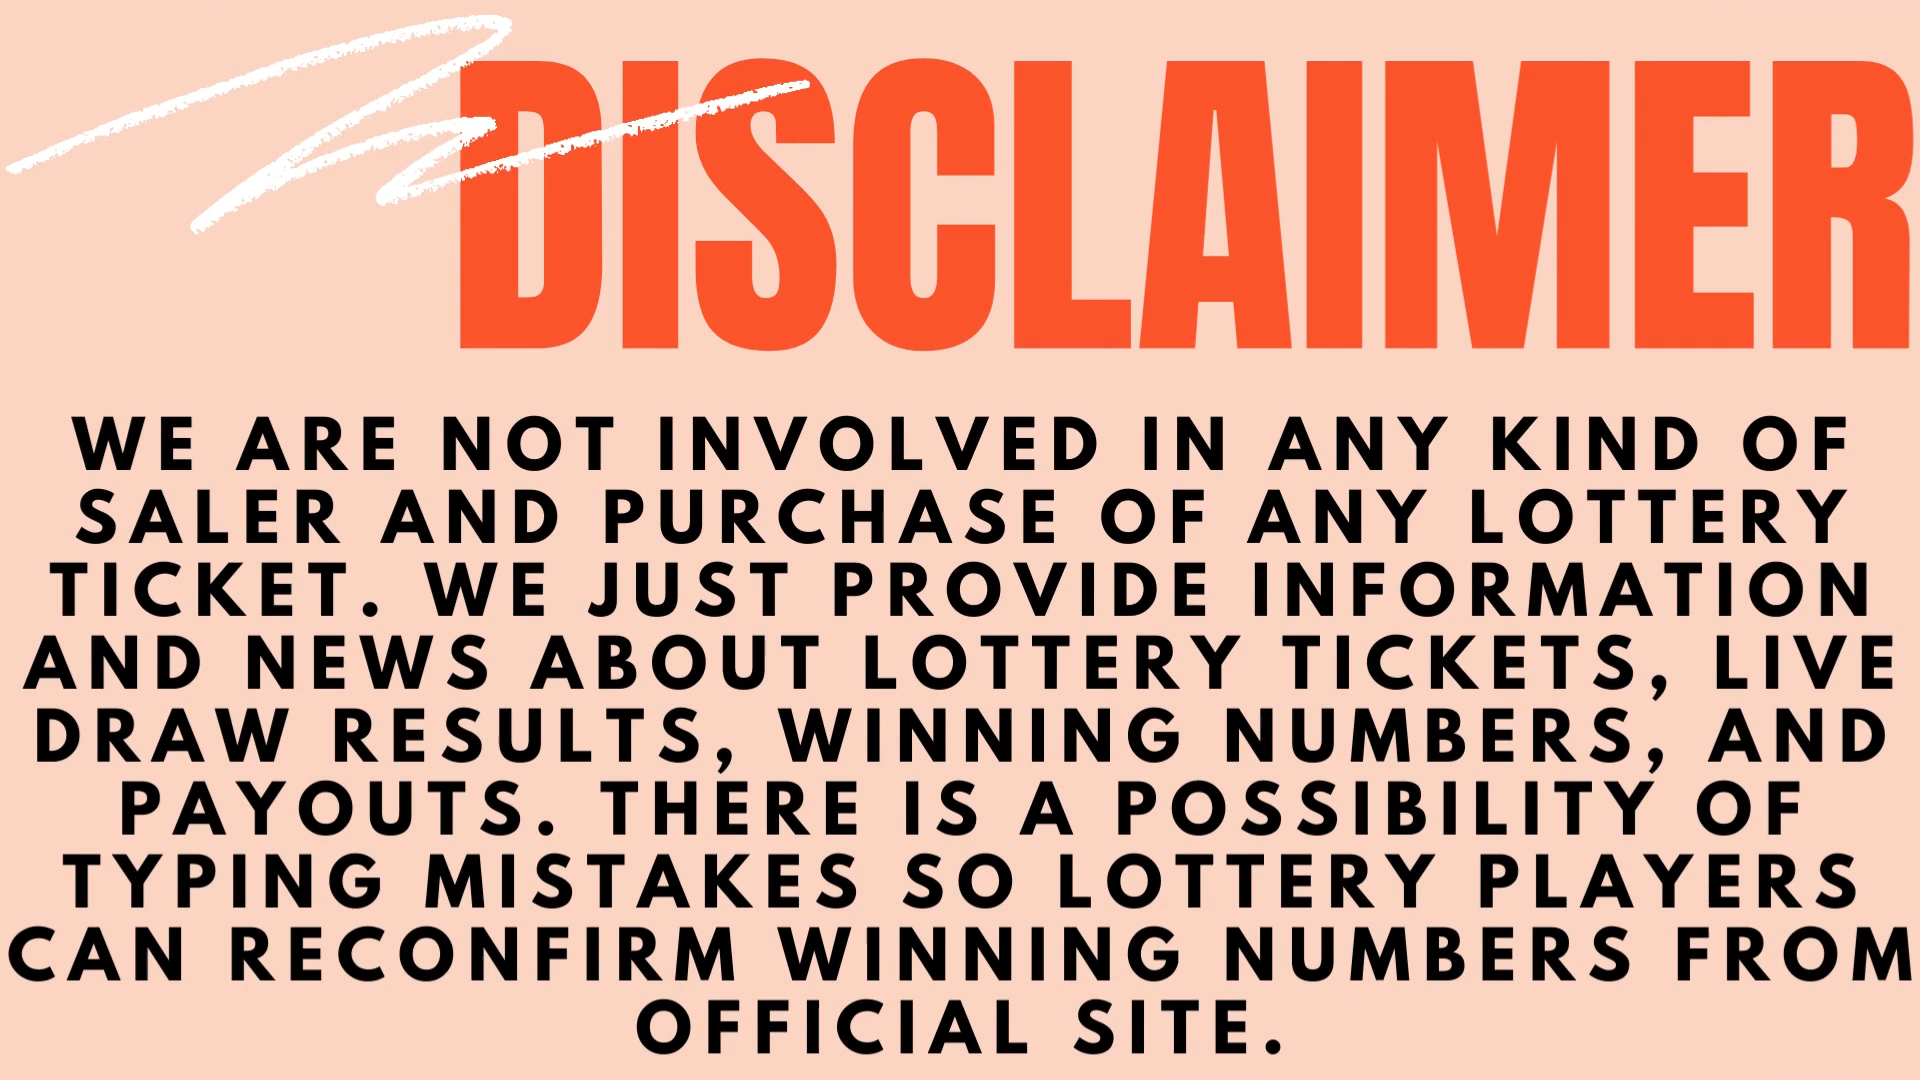 DISCLAIMER
WE ARE NOT INVOLVED IN ANY KIND OF
SALER AND PURCHASE OF ANY LOTTERY
TICKET. WE JUST PROVIDE INFORMATION
AND NEWS ABOUT LOTTERY TICKETS, LIVE
DRAW RESULTS, WINNING NUMBERS, AND
PAYOUTS. THERE IS A POSSIBILITY OF
TYPING MISTAKES SO LOTTERY PLAYERS
CAN RECONFIRM WINNING NUMBERS FROM
OFFICIAL SITE.